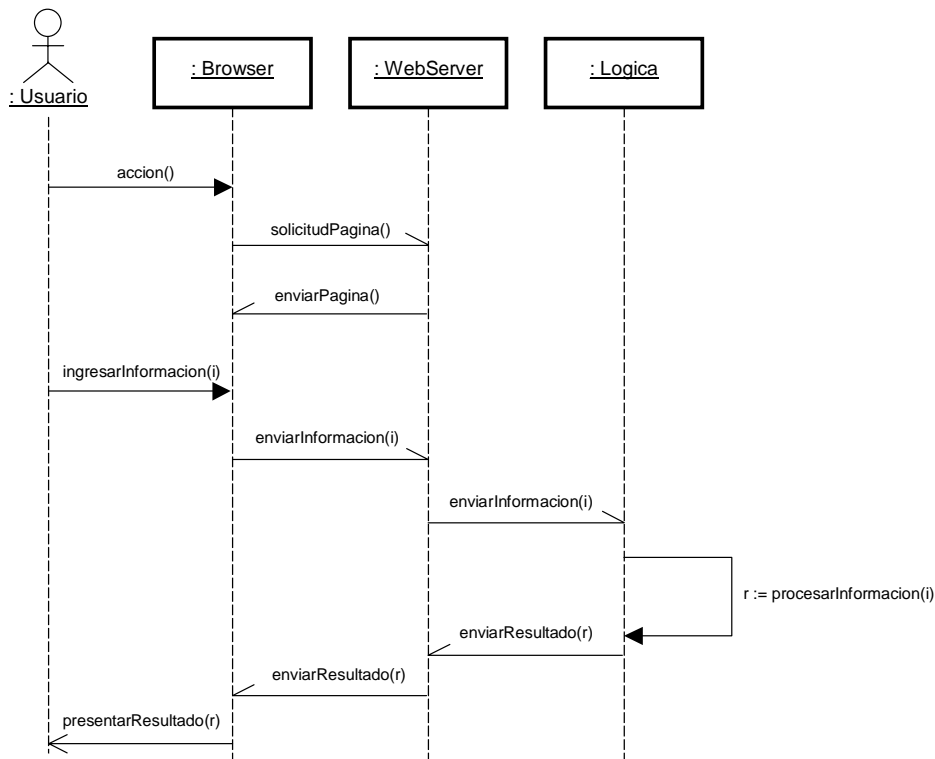 : Usuario
: Browser
: WebServer
: Logica
accion()
solicitudPagina()
enviarPagina()
ingresarInformacion(i)
enviarInformacion(i)
enviarInformacion(i)
r := procesarInformacion(i)
enviarResultado(r)
enviarResultado(r)
presentarResultado(r)